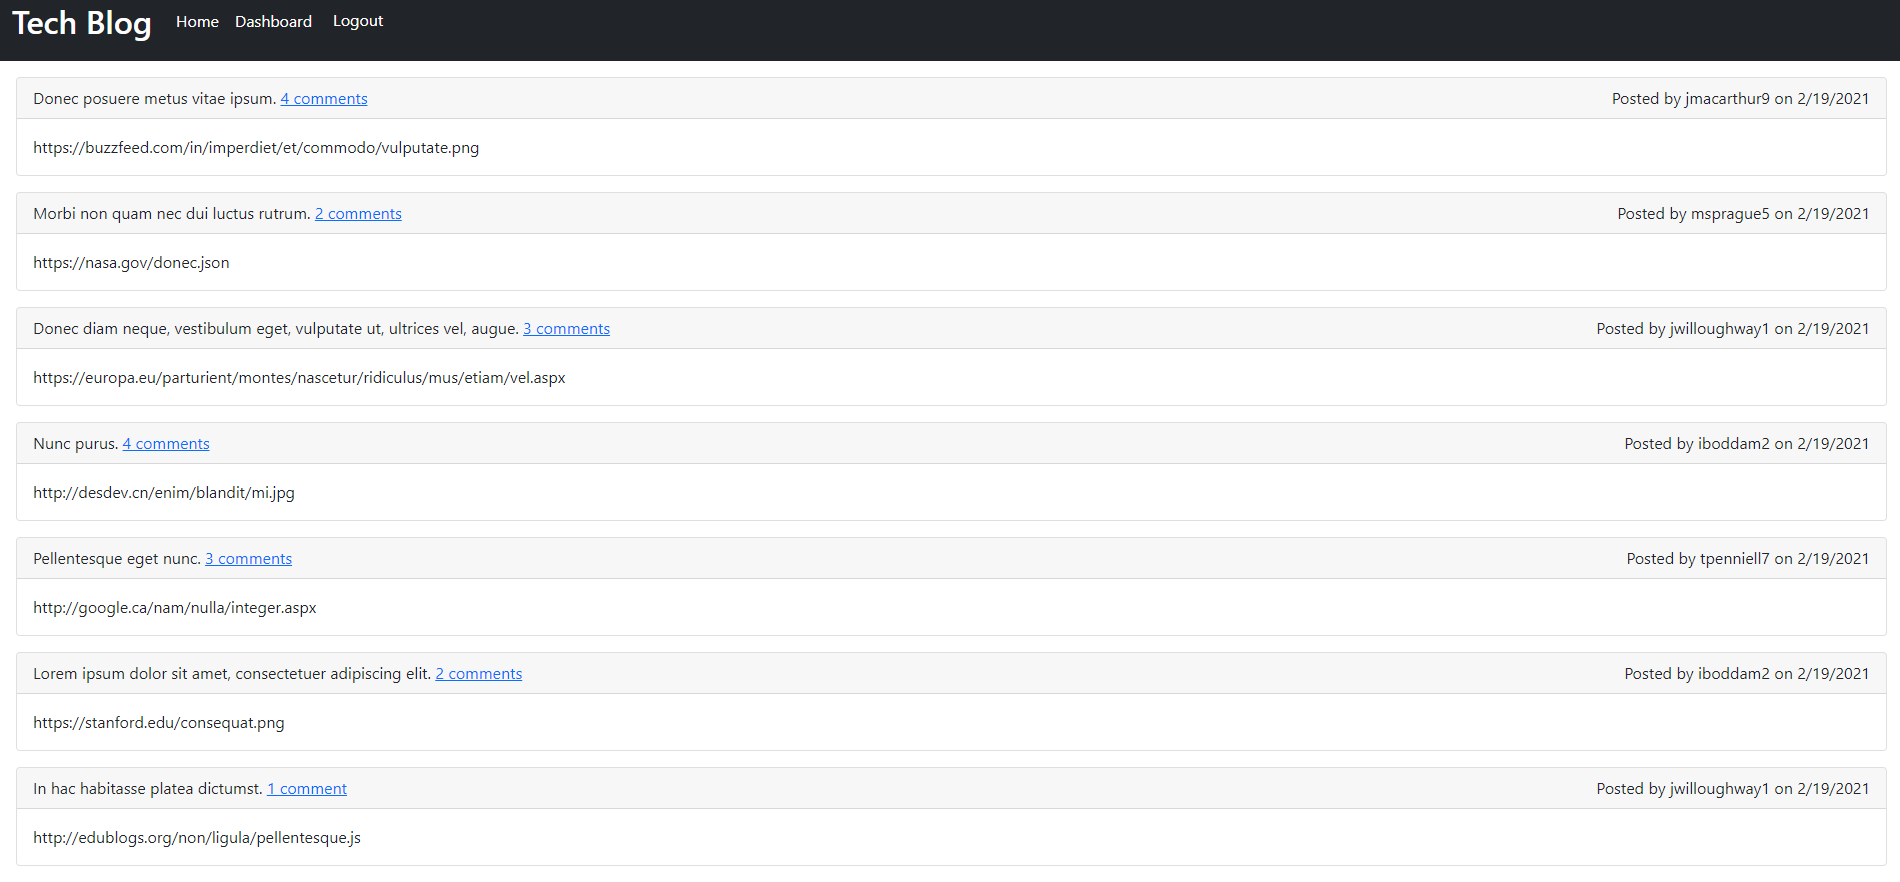 Tech Blog Home Dashboard Logout
Donec posuere metus vitae ipsum. 4 comments Posted by jmacarthur9 on 2/19/2021
https://buzzfeed.com/in/imperdiet/et/commodo/vulputate.png
Morbi non quam nec dui luctus rutrum. 2 comments Posted by msprague5 on 2/19/2021
https://nasa.gov/donec.json
Donec diam neque, vestibulum eget, vulputate ut, ultrices vel, augue. 3 comments Posted by jwilloughway1 on 2/19/2021
https://europa.eu/parturient/montes/nascetur/ridiculus/mus/etiam/vel.aspx
Nunc purus. 4 comments Posted by iboddam2 on 2/19/2021
http://desdev.cn/enim/blandit/mi.jpg
Pellentesque eget nunc. 3 comments Posted by tpenniell7 on 2/19/2021
http://google.ca/nam/nulla/integer.aspx
Lorem ipsum dolor sit amet, consectetuer adipiscing elit. 2 comments Posted by iboddam2 on 2/19/2021
https://stanford.edu/consequat.png
In hac habitasse platea dictumst. 1 comment Posted by jwilloughway1 on 2/19/2021
http://edublogs.org/non/ligula/pellentesque.js